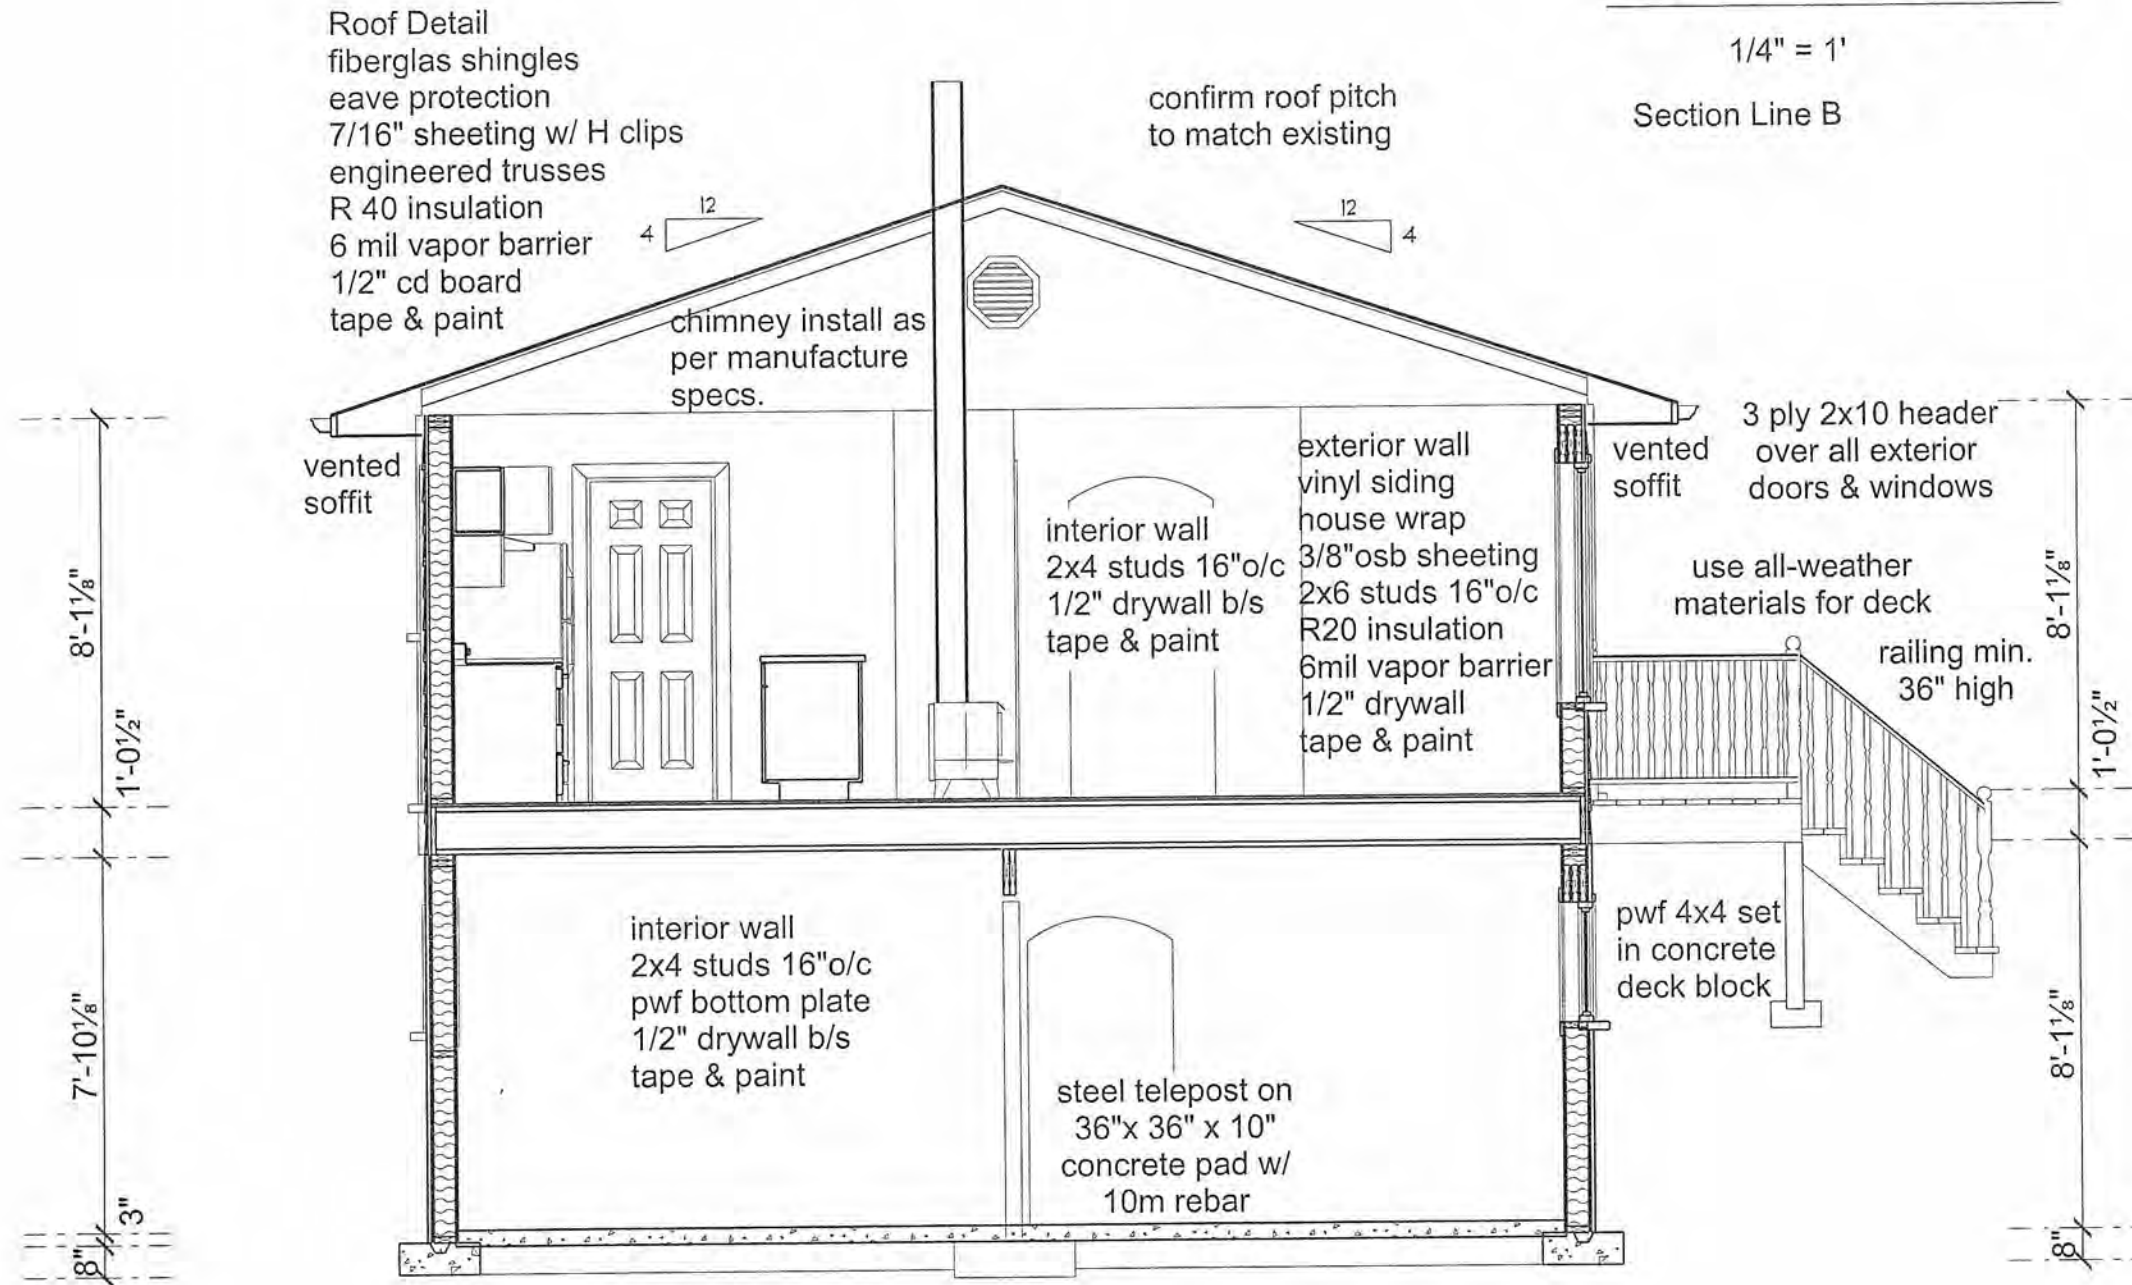 Roof Detail
fiberglas shingles
eave protection
7/16" sheeting w/ H clips
engineered trusses
R 40 insulation
6 mil vapor barrier
1/2" cd board
tape & paint
1/4" = 1'
Section Line B
confirm roof pitch
to match existing
12
4
12
4
chimney install as
per manufacture
specs.
vented
soffit
exterior wall
vinyl siding
house wrap
3/8"osb sheeting
2x6 studs 16"o/c
R20 insulation
6mil vapor barrier
1/2" drywall
tape & paint
interior wall
2x4 studs 16"o/c
1/2" drywall b/s
tape & paint
vented
soffit
3 ply 2x10 header
over all exterior
doors & windows
use all-weather
materials for deck
railing min.
36" high
8'-1⅛"
1'-0½"
7'-10⅛"
3"
8"
8'-1⅛"
1'-0½"
8'-1⅛"
8"
interior wall
2x4 studs 16"o/c
pwf bottom plate
1/2" drywall b/s
tape & paint
steel telepost on
36"x 36" x 10"
concrete pad w/
10m rebar
pwf 4x4 set
in concrete
deck block